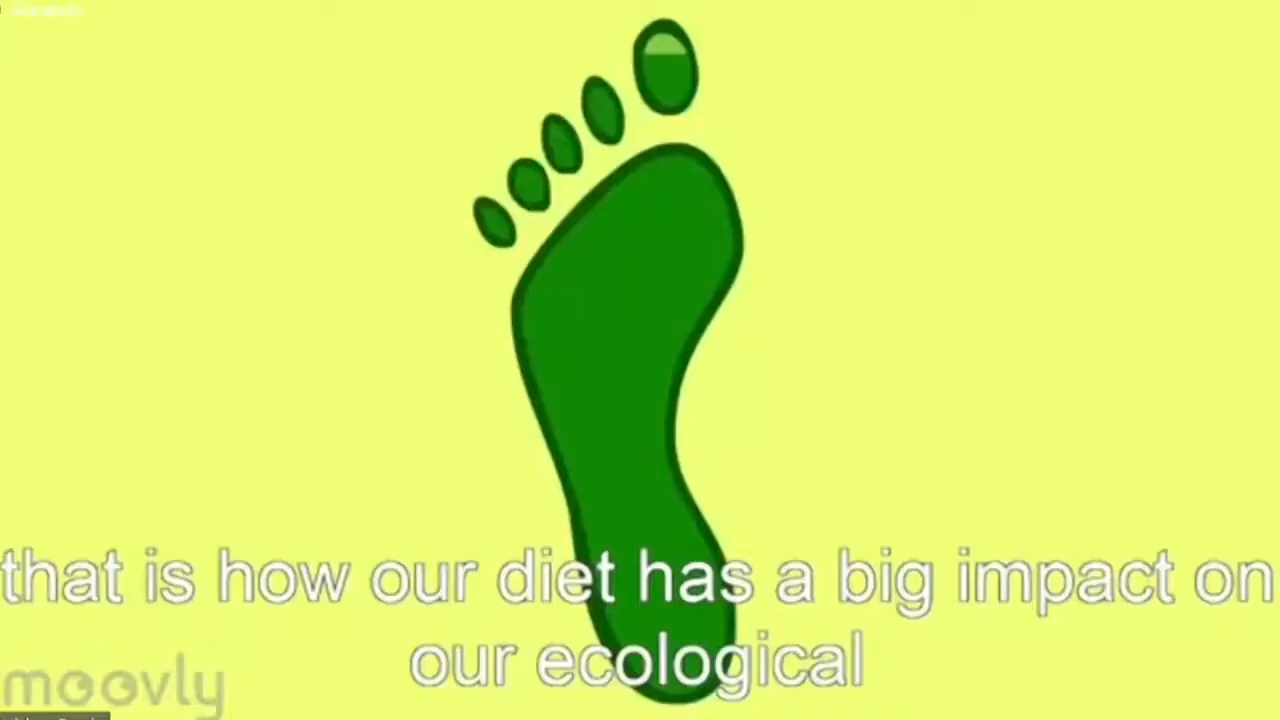 that is how our diet has a big impact on
our ecological
moovly